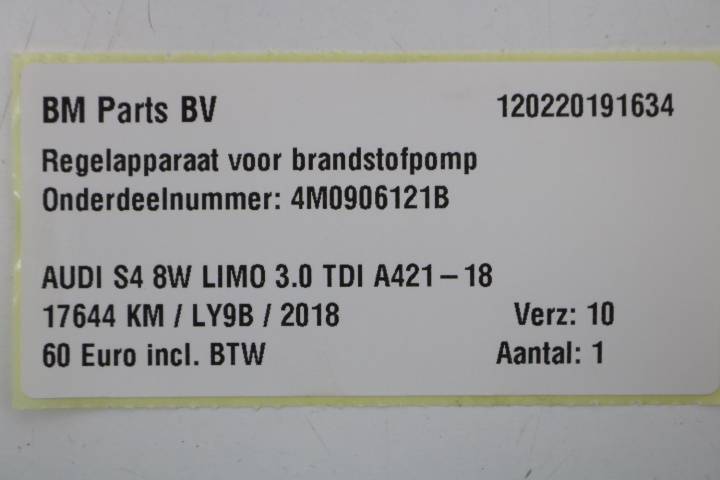 BM Parts BV 120220191634
Regelapparaat voor brandstofpomp
Onderdeelnummer: 4M0906121B
AUDI S4 8W LIMO 3.0 TDI A421-18
17644 KM / LY9B / 2018 Verz: 10
60 Euro incl. BTW Aantal: 1